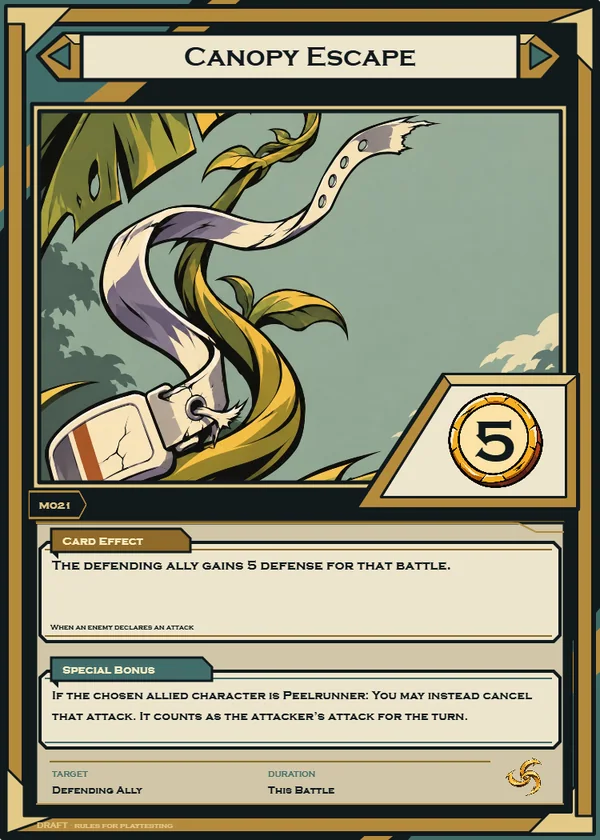 Canopy Escape
5
M021
Card Effect
The defending ally gains 5 defense for that battle.
When an enemy declares an attack
Special Bonus
If the chosen allied character is Peelrunner: You may instead cancel
that attack. It counts as the attacker's attack for the turn.
Target
Duration
Defending Ally
This Battle
DRAFT Rules for playtesting